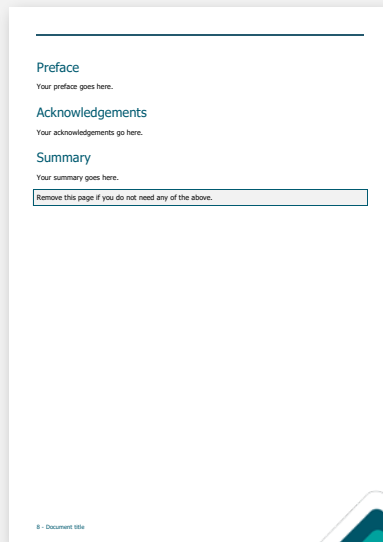 Preface
Your preface goes here.
Acknowledgements
Your acknowledgements go here.
Summary
Your summary goes here.
Remove this page if you do not need any of the above.
8 - Document title